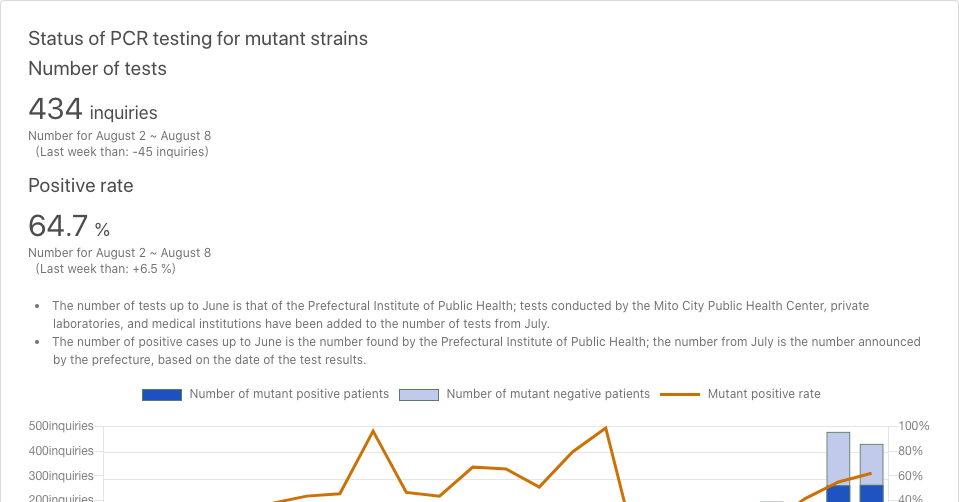 Status of PCR testing for mutant strains
Number of tests
434 inquiries
Number for August 2 ~ August 8
(Last week than: -45 inquiries)
Positive rate
64.7 %
Number for August 2 ~ August 8
(Last week than: +6.5 %)
• The number of tests up to June is that of the Prefectural Institute of Public Health; tests conducted by the Mito City Public Health Center, private
laboratories, and medical institutions have been added to the number of tests from July.
• The number of positive cases up to June is the number found by the Prefectural Institute of Public Health; the number from July is the number announced
by the prefecture, based on the date of the test results.
Number of mutant positive patients Number of mutant negative patients Mutant positive rate
500inquiries 100%
400inquiries 80%
300inquiries 60%
200inquiries 40%